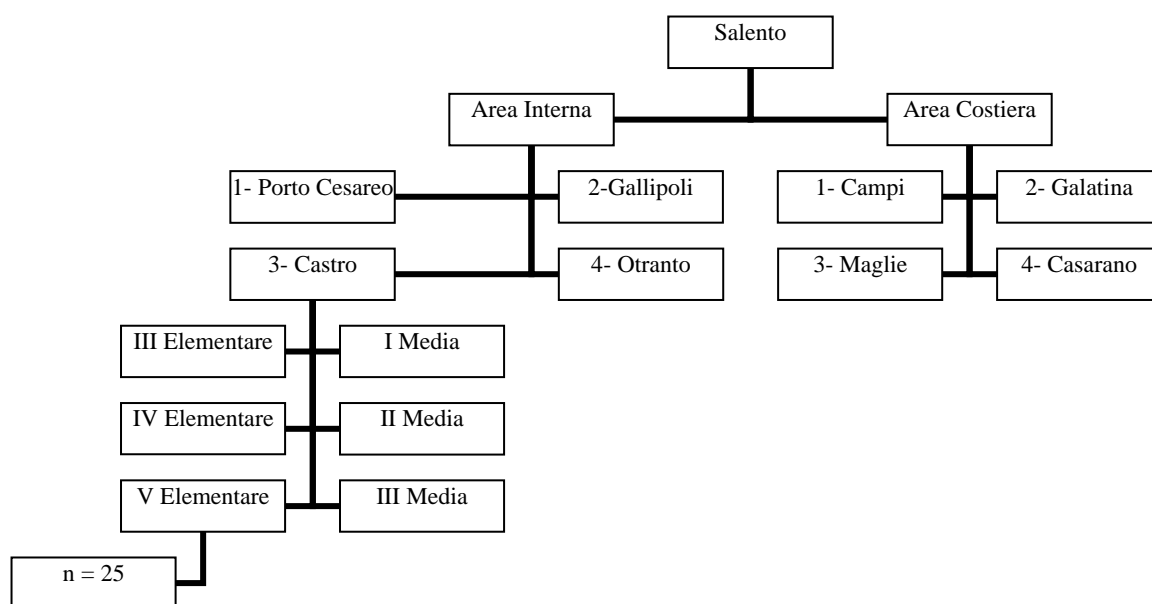 Salento
Area Interna
Area Costiera
1- Porto Cesareo
2-Gallipoli
1- Campi
2- Galatina
3- Castro
4- Otranto
3- Maglie
4- Casarano
III Elementare
I Media
IV Elementare
II Media
V Elementare
III Media
n = 25